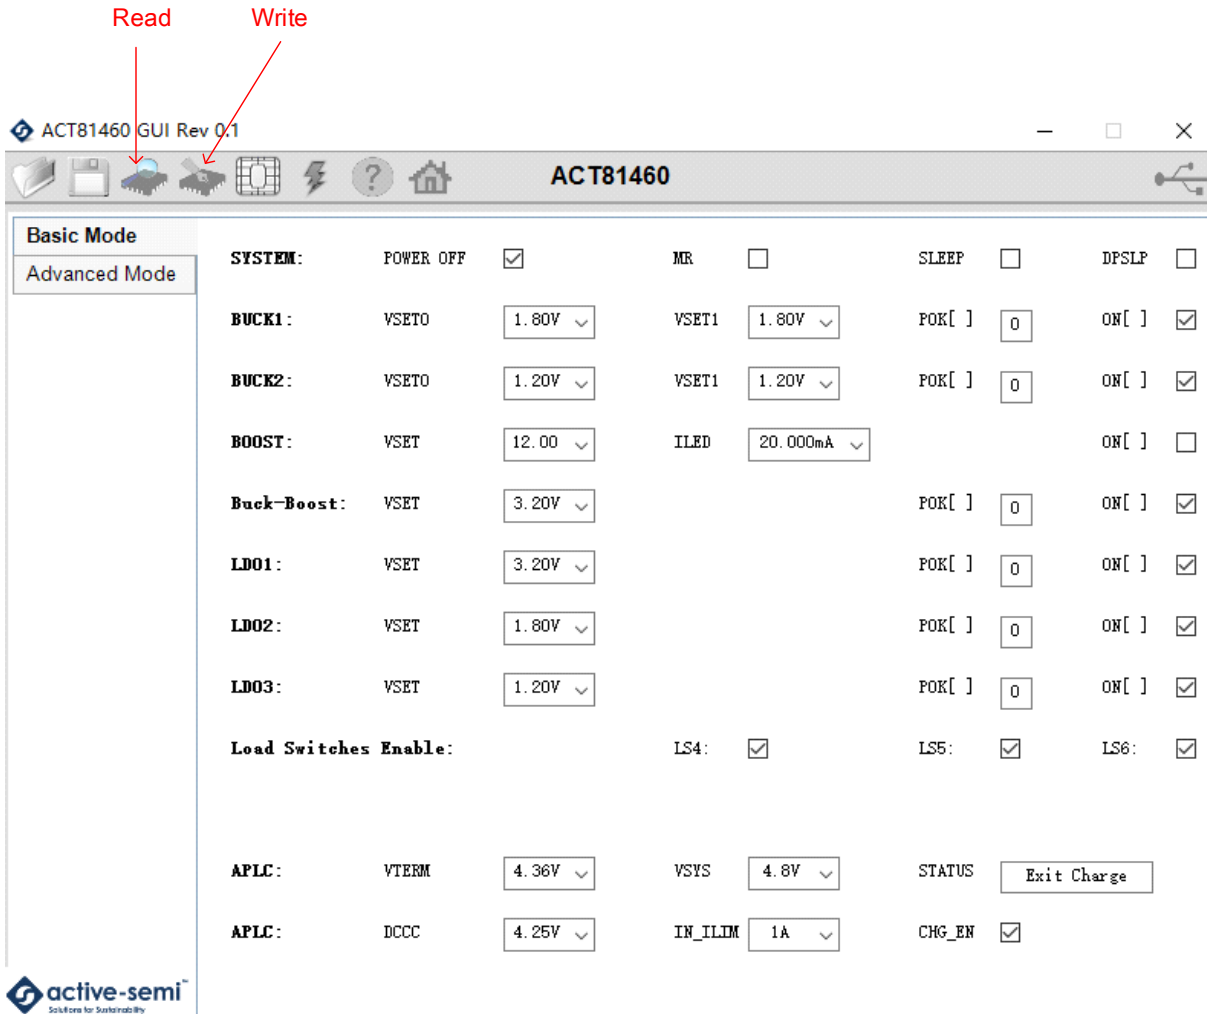 Read Write
ACT81460 GUI Rev 0.1
ACT81460
Basic Mode
Advanced Mode
SYSTEM: POWER OFF MR SLEEP DPSLP
BUCK1: VSET0 1.80V VSET1 1.80V POK[ ] 0 ON[ ]
BUCK2: VSET0 1.20V VSET1 1.20V POK[ ] 0 ON[ ]
BOOST: VSET 12.00 ILED 20.000mA ON[ ]
Buck-Boost: VSET 3.20V POK[ ] 0 ON[ ]
LDO1: VSET 3.20V POK[ ] 0 ON[ ]
LDO2: VSET 1.80V POK[ ] 0 ON[ ]
LDO3: VSET 1.20V POK[ ] 0 ON[ ]
Load Switches Enable: LS4: LS5: LS6:
APLC: VTERM 4.36V VSYS 4.8V STATUS Exit Charge
APLC: DCCC 4.25V IN_ILIM 1A CHG_EN
active-semi™
Solutions for Sustainability